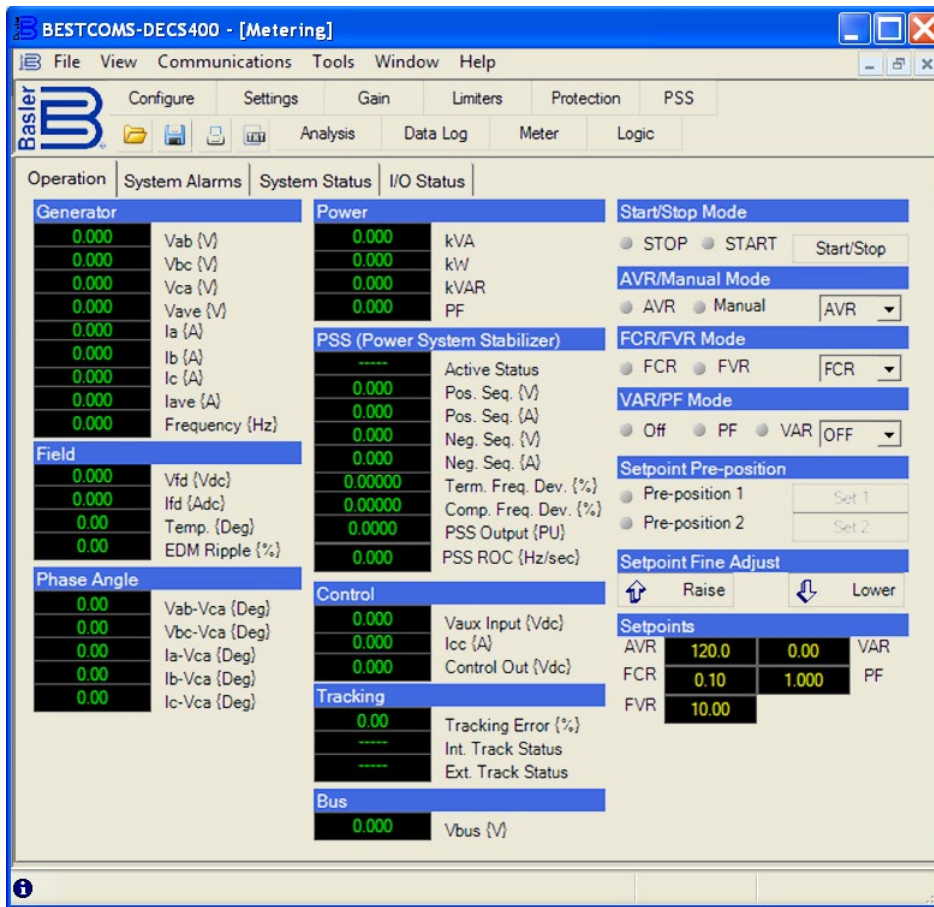 BESTCOMS-DECS400 - [Metering]
File View Communications Tools Window Help
Basler
Configure Settings Gain Limiters Protection PSS
TXT Analysis Data Log Meter Logic
Operation System Alarms System Status I/O Status
Generator
0.000 Vab {V}
0.000 Vbc {V}
0.000 Vca {V}
0.000 Vave {V}
0.000 Ia {A}
0.000 Ib {A}
0.000 Ic {A}
0.000 Iave {A}
0.000 Frequency {Hz}
Field
0.000 Vfd {Vdc}
0.000 Ifd {Adc}
0.00 Temp. {Deg}
0.00 EDM Ripple {%}
Phase Angle
0.00 Vab-Vca {Deg}
0.00 Vbc-Vca {Deg}
0.00 Ia-Vca {Deg}
0.00 Ib-Vca {Deg}
0.00 Ic-Vca {Deg}
Power
0.000 kVA
0.000 kW
0.000 kVAR
0.000 PF
PSS (Power System Stabilizer)
----- Active Status
0.000 Pos. Seq. {V}
0.000 Pos. Seq. {A}
0.000 Neg. Seq. {V}
0.000 Neg. Seq. {A}
0.00000 Term. Freq. Dev. {%}
0.00000 Comp. Freq. Dev. {%}
0.0000 PSS Output {PU}
0.000 PSS ROC {Hz/sec}
Control
0.000 Vaux Input {Vdc}
0.000 Icc {A}
0.000 Control Out {Vdc}
Tracking
0.00 Tracking Error {%}
----- Int. Track Status
----- Ext. Track Status
Bus
0.000 Vbus {V}
Start/Stop Mode
STOP START Start/Stop
AVR/Manual Mode
AVR Manual AVR
FCR/FVR Mode
FCR FVR FCR
VAR/PF Mode
Off PF VAR OFF
Setpoint Pre-position
Pre-position 1 Set 1
Pre-position 2 Set 2
Setpoint Fine Adjust
Raise Lower
Setpoints
AVR 120.0 0.00 VAR
FCR 0.10 1.000 PF
FVR 10.00